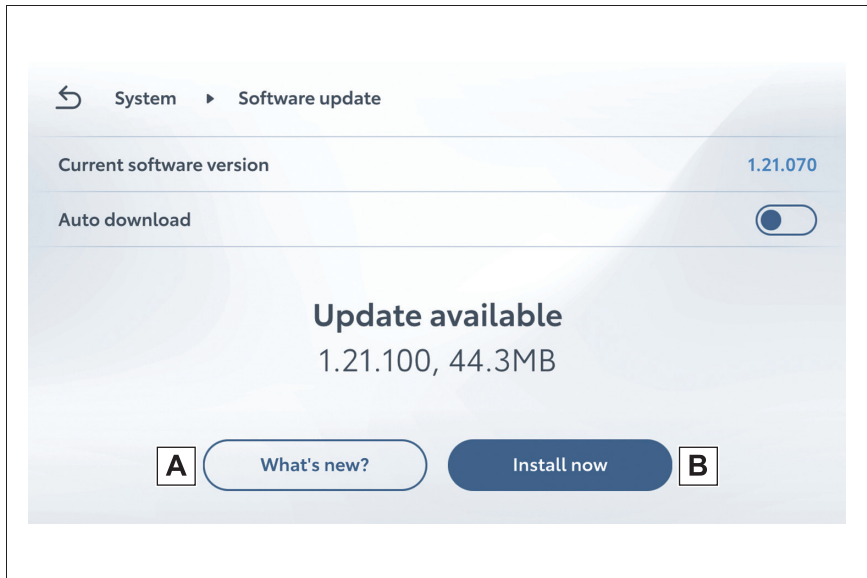 System ▸ Software update
Current software version 1.21.070
Auto download
Update available
1.21.100, 44.3MB
A What's new? Install now B